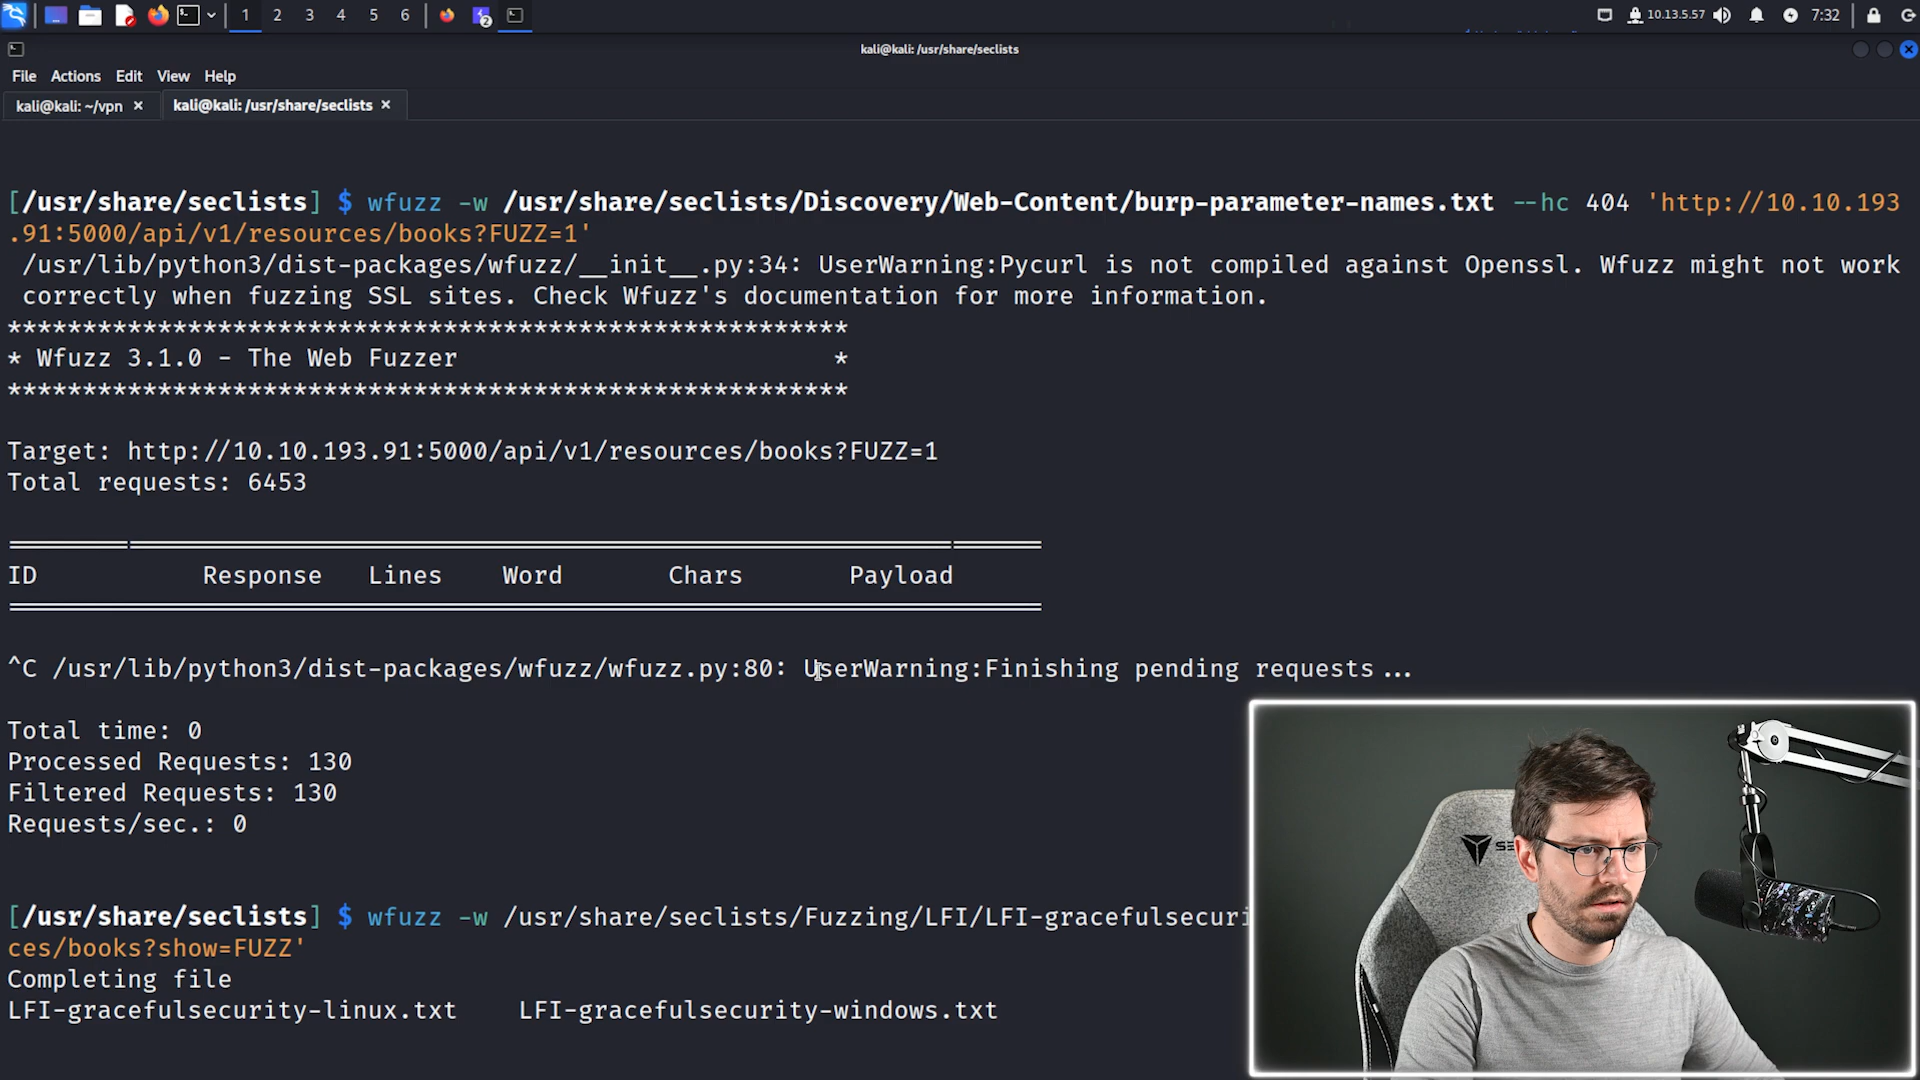 1 2 3 4 5 6 2 10.13.5.57 7:32
kali@kali: /usr/share/seclists
File Actions Edit View Help
kali@kali: ~/vpn × kali@kali: /usr/share/seclists ×
[/usr/share/seclists] $ wfuzz -w /usr/share/seclists/Discovery/Web-Content/burp-parameter-names.txt --hc 404 'http://10.10.193
.91:5000/api/v1/resources/books?FUZZ=1'
/usr/lib/python3/dist-packages/wfuzz/__init__.py:34: UserWarning:Pycurl is not compiled against Openssl. Wfuzz might not work
correctly when fuzzing SSL sites. Check Wfuzz's documentation for more information.
********************************************************
* Wfuzz 3.1.0 - The Web Fuzzer *
********************************************************
Target: http://10.10.193.91:5000/api/v1/resources/books?FUZZ=1
Total requests: 6453
=====================================================================
ID Response Lines Word Chars Payload
=====================================================================
^C /usr/lib/python3/dist-packages/wfuzz/wfuzz.py:80: UserWarning:Finishing pending requests...
Total time: 0
Processed Requests: 130
Filtered Requests: 130
Requests/sec.: 0
[/usr/share/seclists] $ wfuzz -w /usr/share/seclists/Fuzzing/LFI/LFI-gracefulsecuri
ces/books?show=FUZZ'
Completing file
LFI-gracefulsecurity-linux.txt LFI-gracefulsecurity-windows.txt